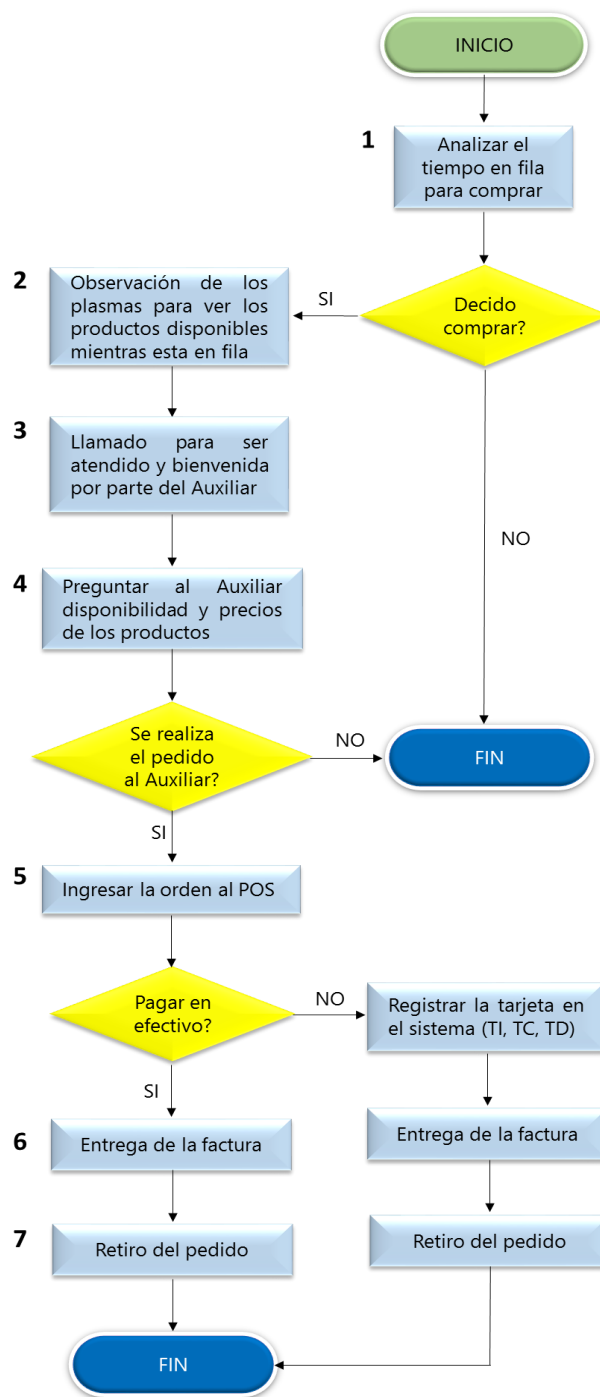 INICIO
1
Analizar el
tiempo en fila
para comprar
Decido
comprar?
SI
2
Observación de los
plasmas para ver los
productos disponibles
mientras esta en fila
3
Llamado para ser
atendido y bienvenida
por parte del Auxiliar
NO
4
Preguntar al Auxiliar
disponibilidad y precios
de los productos
Se realiza
el pedido
al Auxiliar?
NO
FIN
SI
5
Ingresar la orden al POS
Pagar en
efectivo?
NO
Registrar la tarjeta en
el sistema (TI, TC, TD)
SI
6
Entrega de la factura
Entrega de la factura
7
Retiro del pedido
Retiro del pedido
FIN